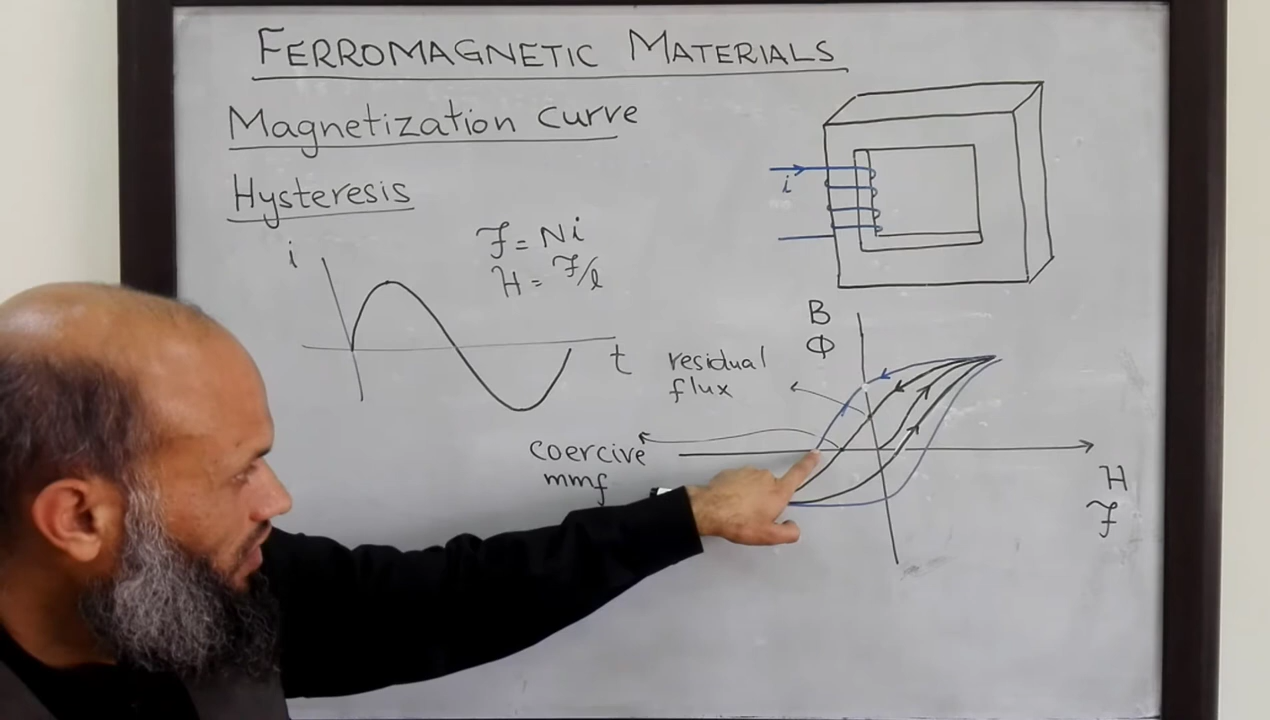 FERROMAGNETIC MATERIALS
Magnetization Curve
Hysteresis
i
ℱ = Ni
H = ℱ/l
t
i
B
Φ
residual
flux
coercive
mmf
H
ℱ